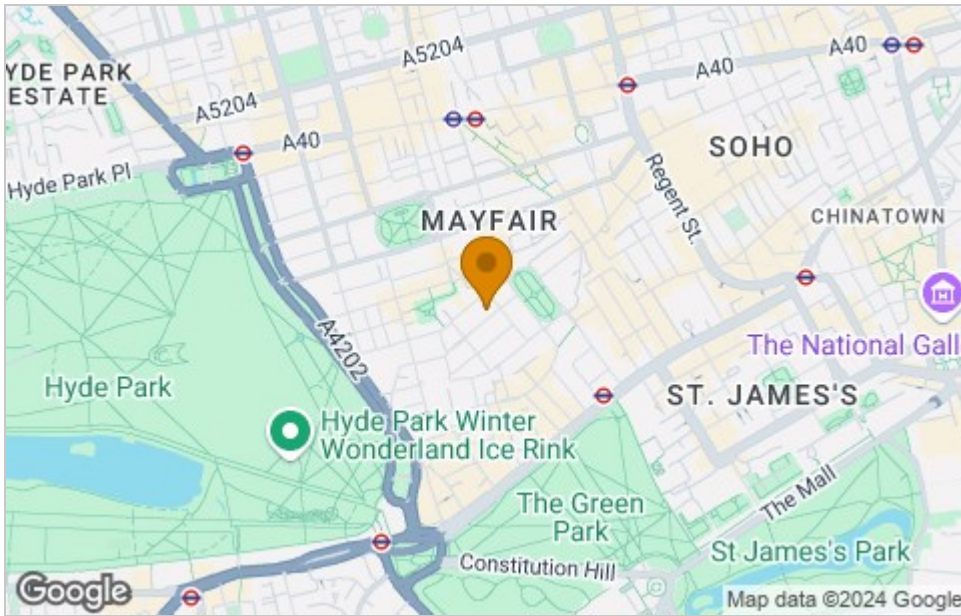 A5204
A40
YDE PARK
ESTATE
A5204
A40
A40
SOHO
Hyde Park Pl
Regent St.
MAYFAIR
CHINATOWN
A4202
The National Gall
Hyde Park
ST. JAMES'S
Hyde Park Winter
Wonderland Ice Rink
The Green
Park
The Mall
St James's Park
Constitution Hill
Google
Map data ©2024 Google